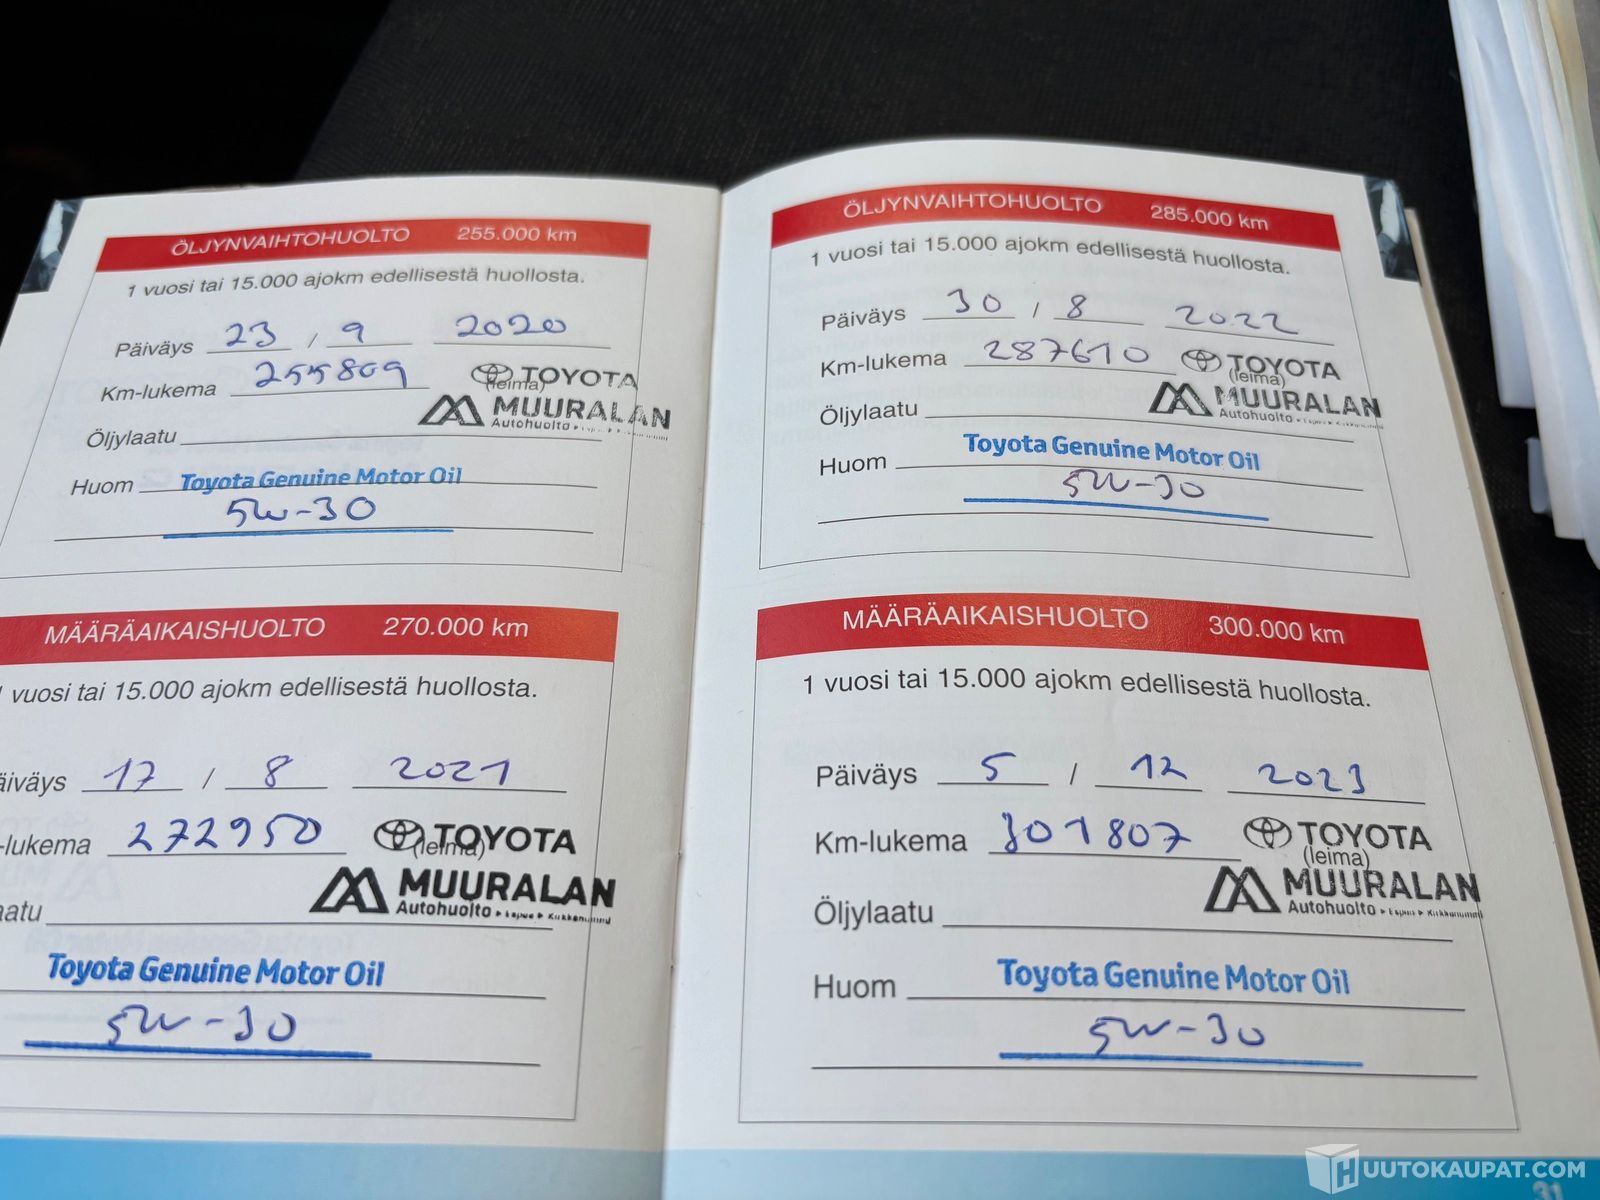 ÖLJYNVAIHTOHUOLTO 255.000 km
1 vuosi tai 15.000 ajokm edellisestä huollosta.
Päiväys 23 / 9 2020
Km-lukema 255809
TOYOTA
(leima)
MUURALAN
Öljylaatu
Autohuolto
Huom Toyota Genuine Motor Oil
5W-30
MÄÄRÄAIKAISHUOLTO 270.000 km
1 vuosi tai 15.000 ajokm edellisestä huollosta.
äiväys 17 / 8 2021
-lukema 272950
TOYOTA
(leima)
MUURALAN
aatu
Autohuolto ▸ Lapua ▸ Kirkkonummi
Toyota Genuine Motor Oil
5W-30
ÖLJYNVAIHTOHUOLTO 285.000 km
1 vuosi tai 15.000 ajokm edellisestä huollosta.
Päiväys 30 / 8 2022
Km-lukema 287610
TOYOTA
(leima)
MUURALAN
Öljylaatu
Autohuolto
Huom Toyota Genuine Motor Oil
5W-30
MÄÄRÄAIKAISHUOLTO 300.000 km
1 vuosi tai 15.000 ajokm edellisestä huollosta.
Päiväys 5 / 12 2023
Km-lukema 301807
TOYOTA
(leima)
MUURALAN
Öljylaatu
Autohuolto ▸ Lapua ▸ Kirkkonummi
Huom Toyota Genuine Motor Oil
5W-30
31
HUUTOKAUPAT.COM